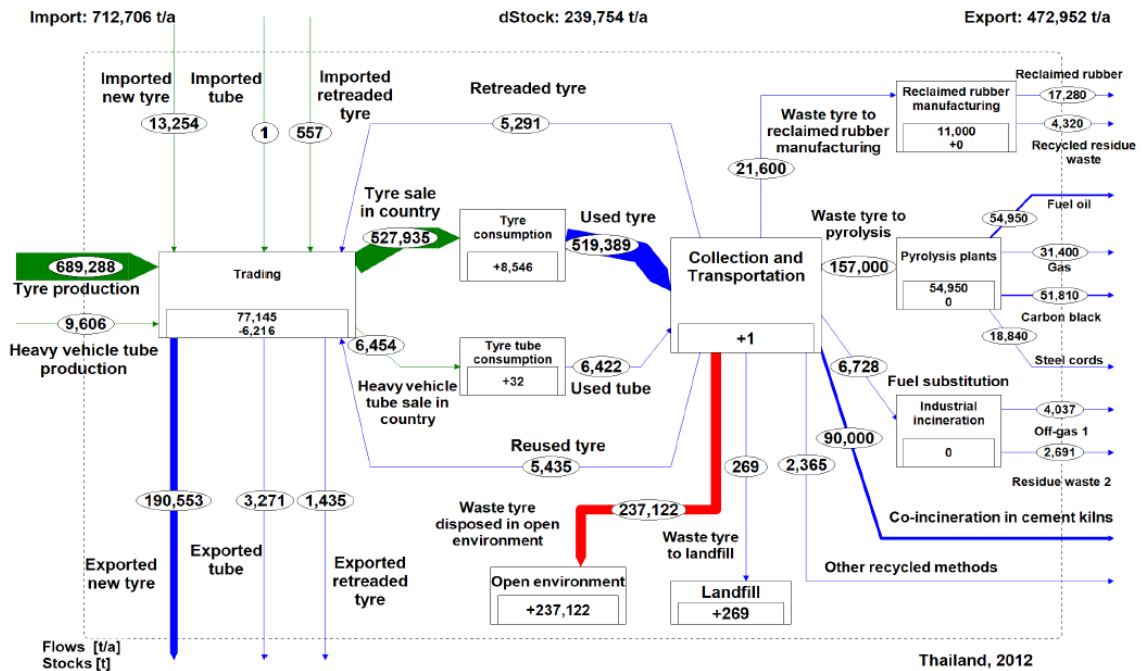 Import: 712,706 t/a
dStock: 239,754 t/a
Export: 472,952 t/a
Imported
new tyre
13,254
Imported
tube
1
Imported
retreaded
tyre
557
Retreaded tyre
5,291
Waste tyre
to reclaimed rubber
manufacturing
21,600
Reclaimed rubber
manufacturing
11,000
+0
Reclaimed rubber
17,280
4,320
Recycled residue
waste
Tyre sale
in country
527,935
Tyre
consumption
+8,546
Used tyre
519,389
Collection and
Transportation
+1
Waste tyre to
pyrolysis
157,000
Pyrolysis plants
54,950
0
54,950
Fuel oil
31,400
Gas
51,810
Carbon black
18,840
Steel cords
689,288
Tyre production
9,606
Heavy vehicle tube
production
Tradiing
77,145
-6,216
6,454
Heavy vehicle
tube sale in
country
Tyre tube
consumption
+32
6,422
Used tube
6,728
Fuel substitution
Industrial
incineration
0
4,037
Off-gas 1
2,691
Residue waste 2
Reused tyre
5,435
90,000
Co-incineration in cement kilns
190,553
Exported
new tyre
3,271
Exported
tube
1,435
Exported
retreaded
tyre
Waste tyre
disposed in open
environment
237,122
Open environment
+237,122
269
Waste tyre
to landfill
Landfill
+269
2,365
Other recycled methods
Flows [t/a]
Stocks [t]
Thailand, 2012